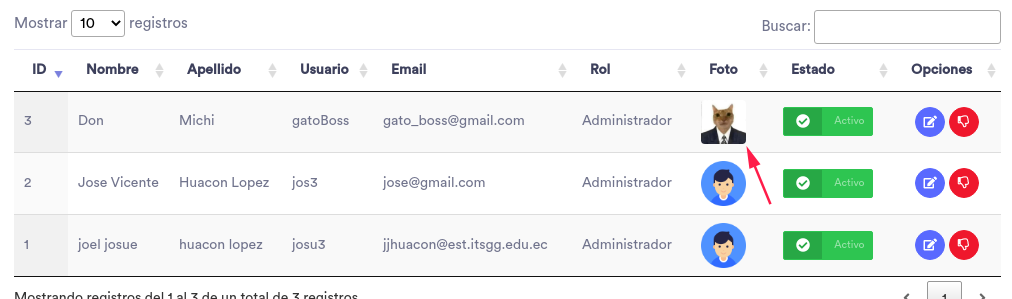 Mostrar 10 registros
Buscar:
ID Nombre Apellido Usuario Email Rol Foto Estado Opciones
3 Don Michi gatoBoss gato_boss@gmail.com Administrador Activo
2 Jose Vicente Huacon Lopez jos3 jose@gmail.com Administrador Activo
1 joel josue huacon lopez josu3 jjhuacon@est.itsgg.edu.ec Administrador Activo
Mostrando registros del 1 al 3 de un total de 3 registros
1